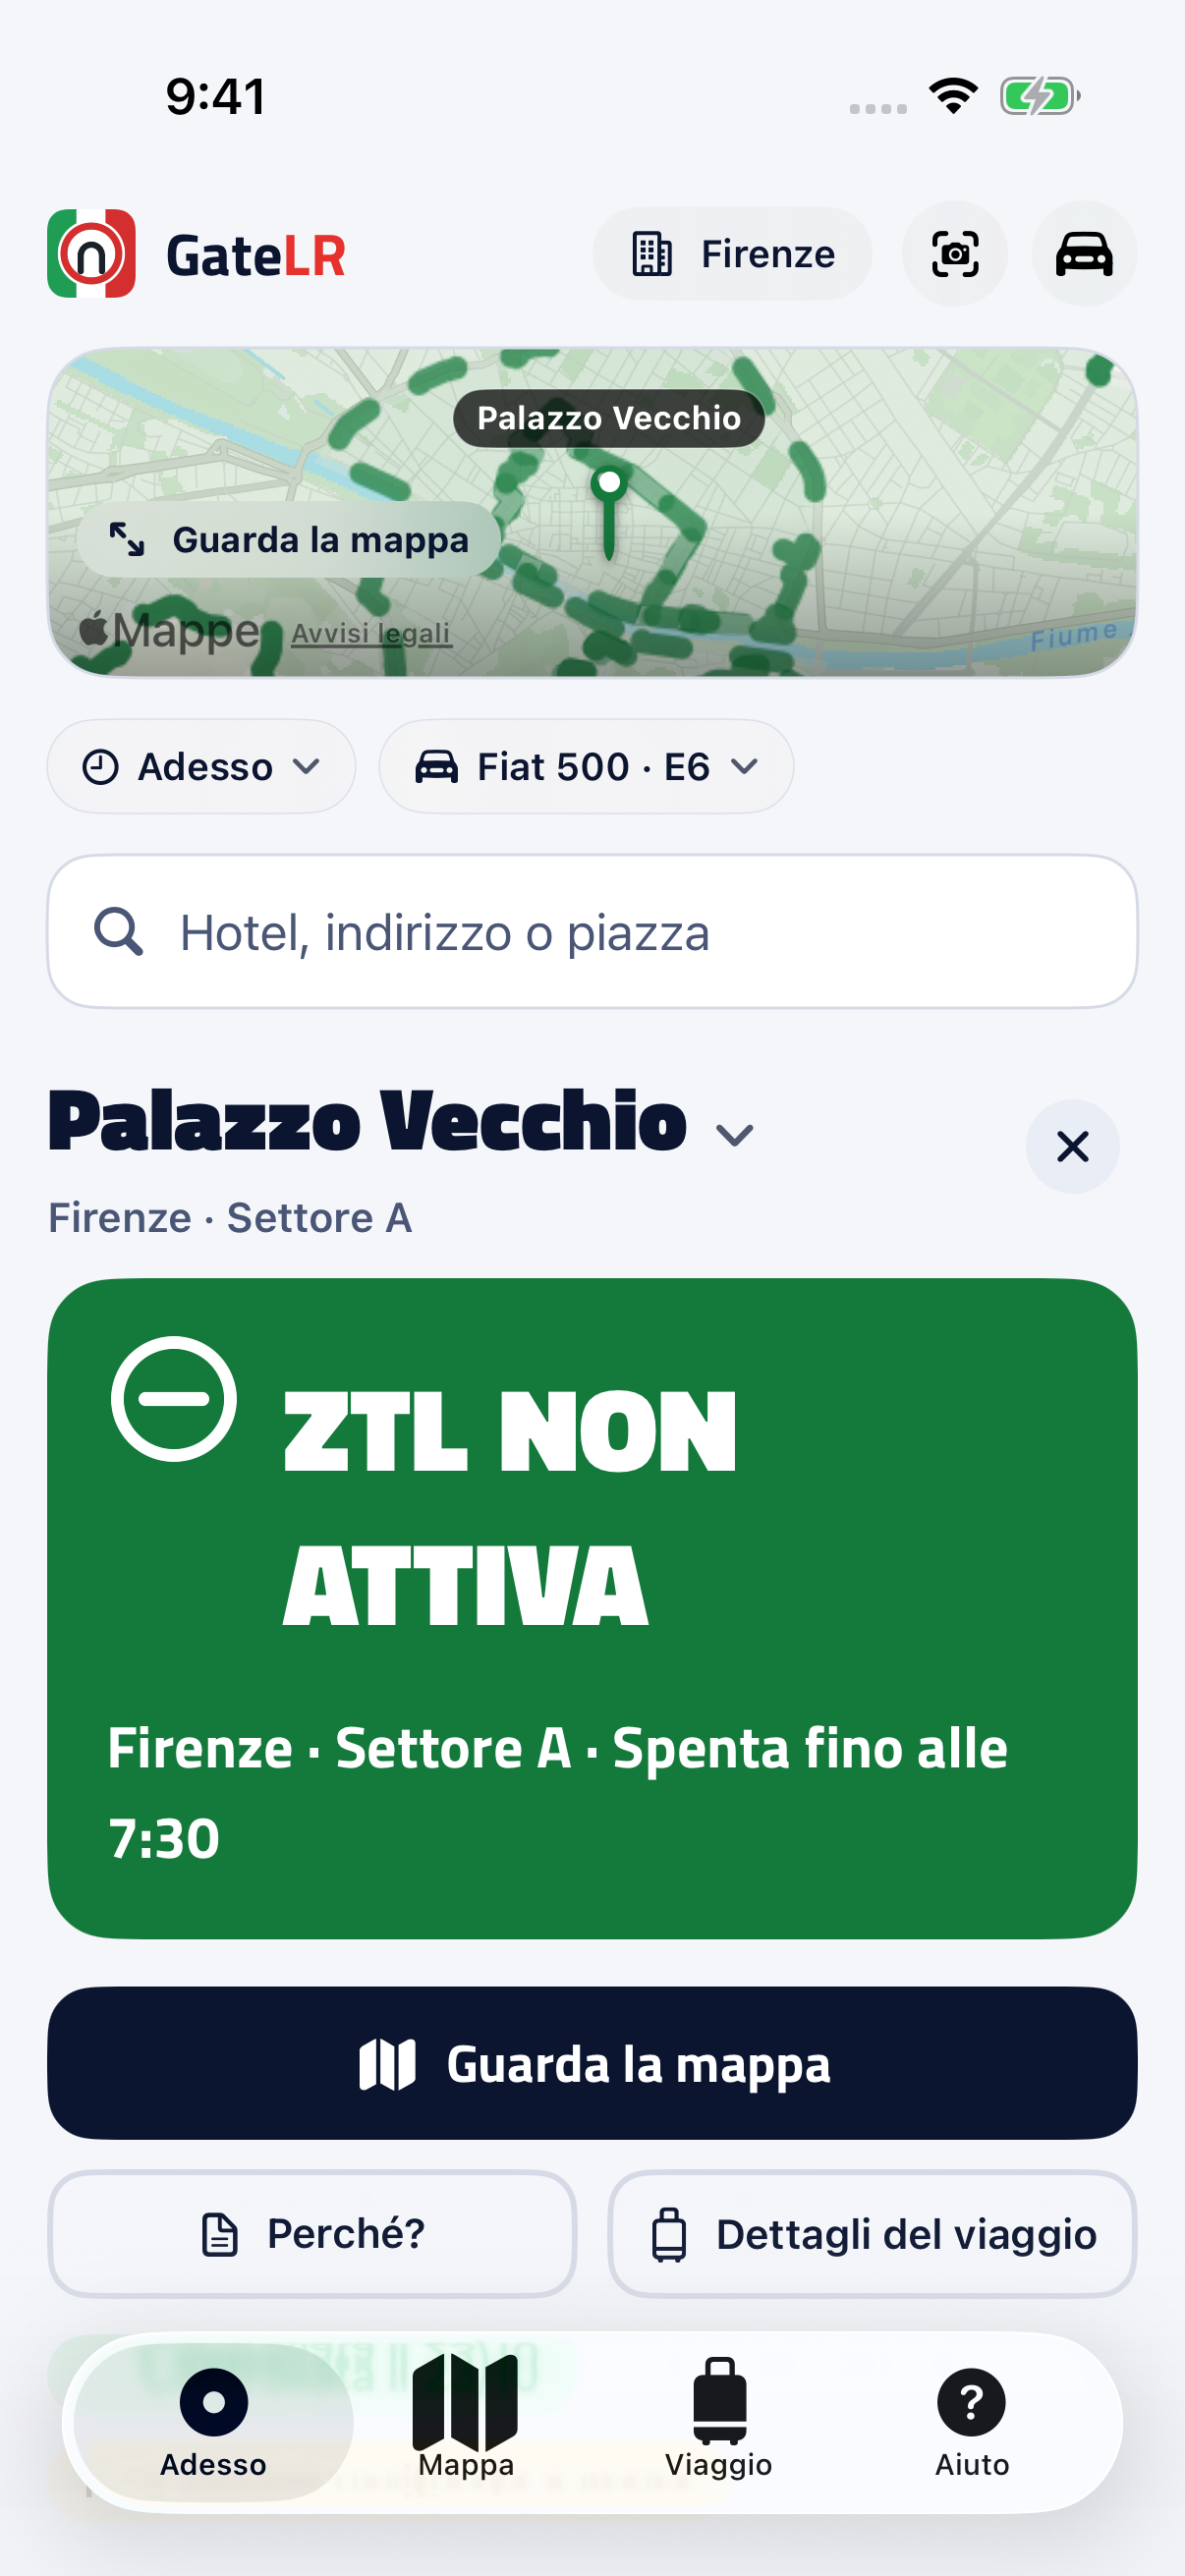 9:41
GateLR
Firenze
Palazzo Vecchio
Guarda la mappa
Mappe
Avvisi legali
Fiume
Adesso
Fiat 500 · E6
Hotel, indirizzo o piazza
Palazzo Vecchio
Firenze · Settore A
ZTL NON
ATTIVA
Firenze · Settore A · Spenta fino alle
7:30
Guarda la mappa
Perché?
Dettagli del viaggio
Adesso
Mappa
Viaggio
Aiuto